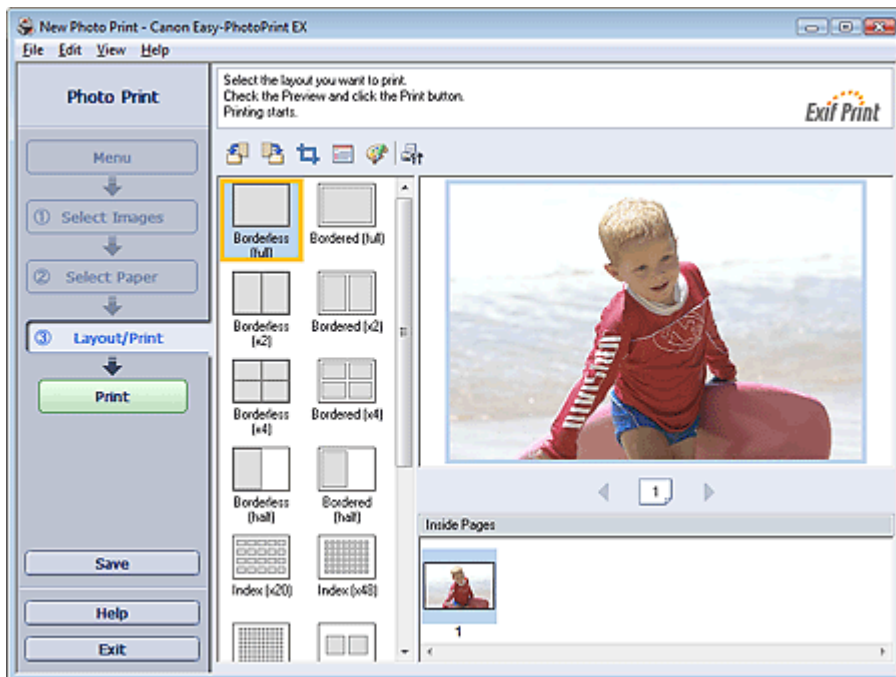 New Photo Print - Canon Easy-PhotoPrint EX
File Edit View Help
Photo Print
Select the layout you want to print.
Check the Preview and click the Print button.
Printing starts.
Exif Print
Menu
① Select Images
② Select Paper
③ Layout/Print
Print
Save
Help
Exit
Borderless (full)
Bordered (full)
Borderless (x2)
Bordered (x2)
Borderless (x4)
Bordered (x4)
Borderless (half)
Bordered (half)
Index (x20)
Index (x48)
1
Inside Pages
1